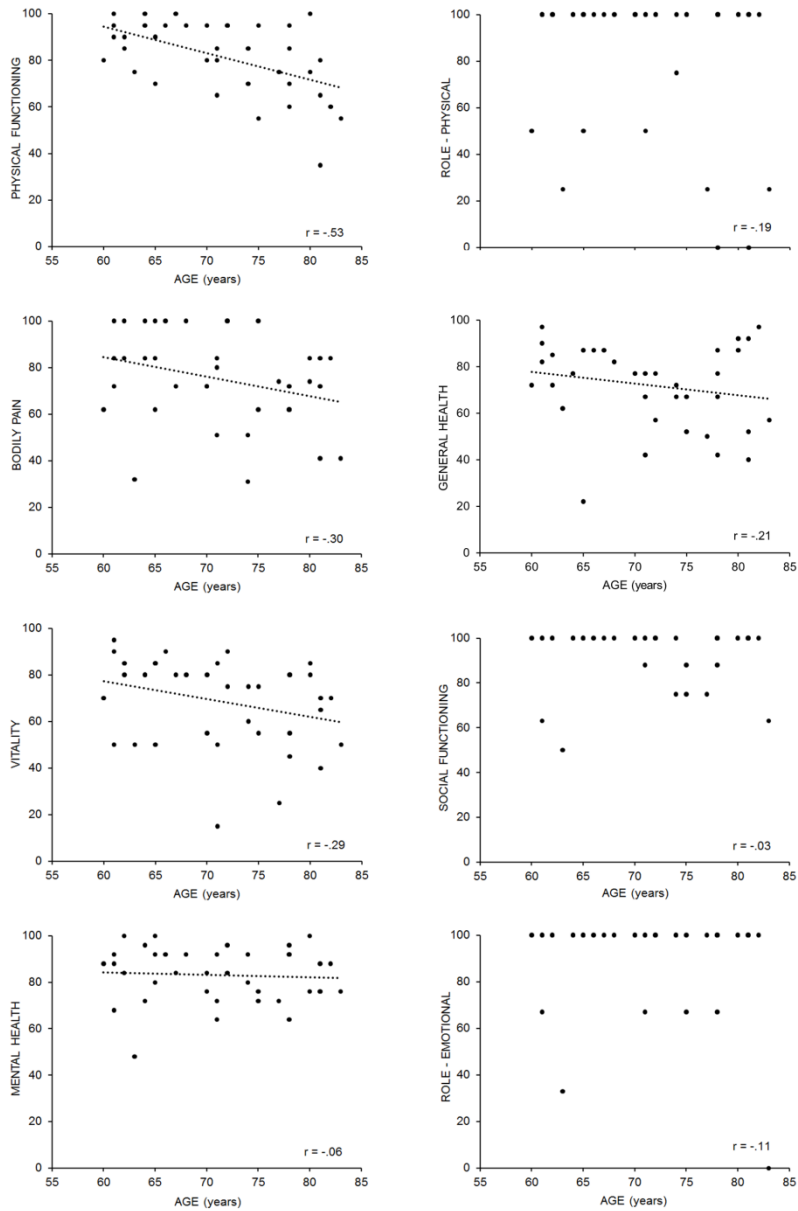 100
80
60
40
20
0
PHYSICAL FUNCTIONING
r = -.53
55 60 65 70 75 80 85
AGE (years)
100
80
60
40
20
0
ROLE - PHYSICAL
r = -.19
55 60 65 70 75 80 85
AGE (years)
100
80
60
40
20
0
BODILY PAIN
r = -.30
55 60 65 70 75 80 85
AGE (years)
100
80
60
40
20
0
GENERAL HEALTH
r = -.21
55 60 65 70 75 80 85
AGE (years)
100
80
60
40
20
0
VITALITY
r = -.29
55 60 65 70 75 80 85
AGE (years)
100
80
60
40
20
0
SOCIAL FUNCTIONING
r = -.03
55 60 65 70 75 80 85
AGE (years)
100
80
60
40
20
0
MENTAL HEALTH
r = -.06
55 60 65 70 75 80 85
AGE (years)
100
80
60
40
20
0
ROLE - EMOTIONAL
r = -.11
55 60 65 70 75 80 85
AGE (years)